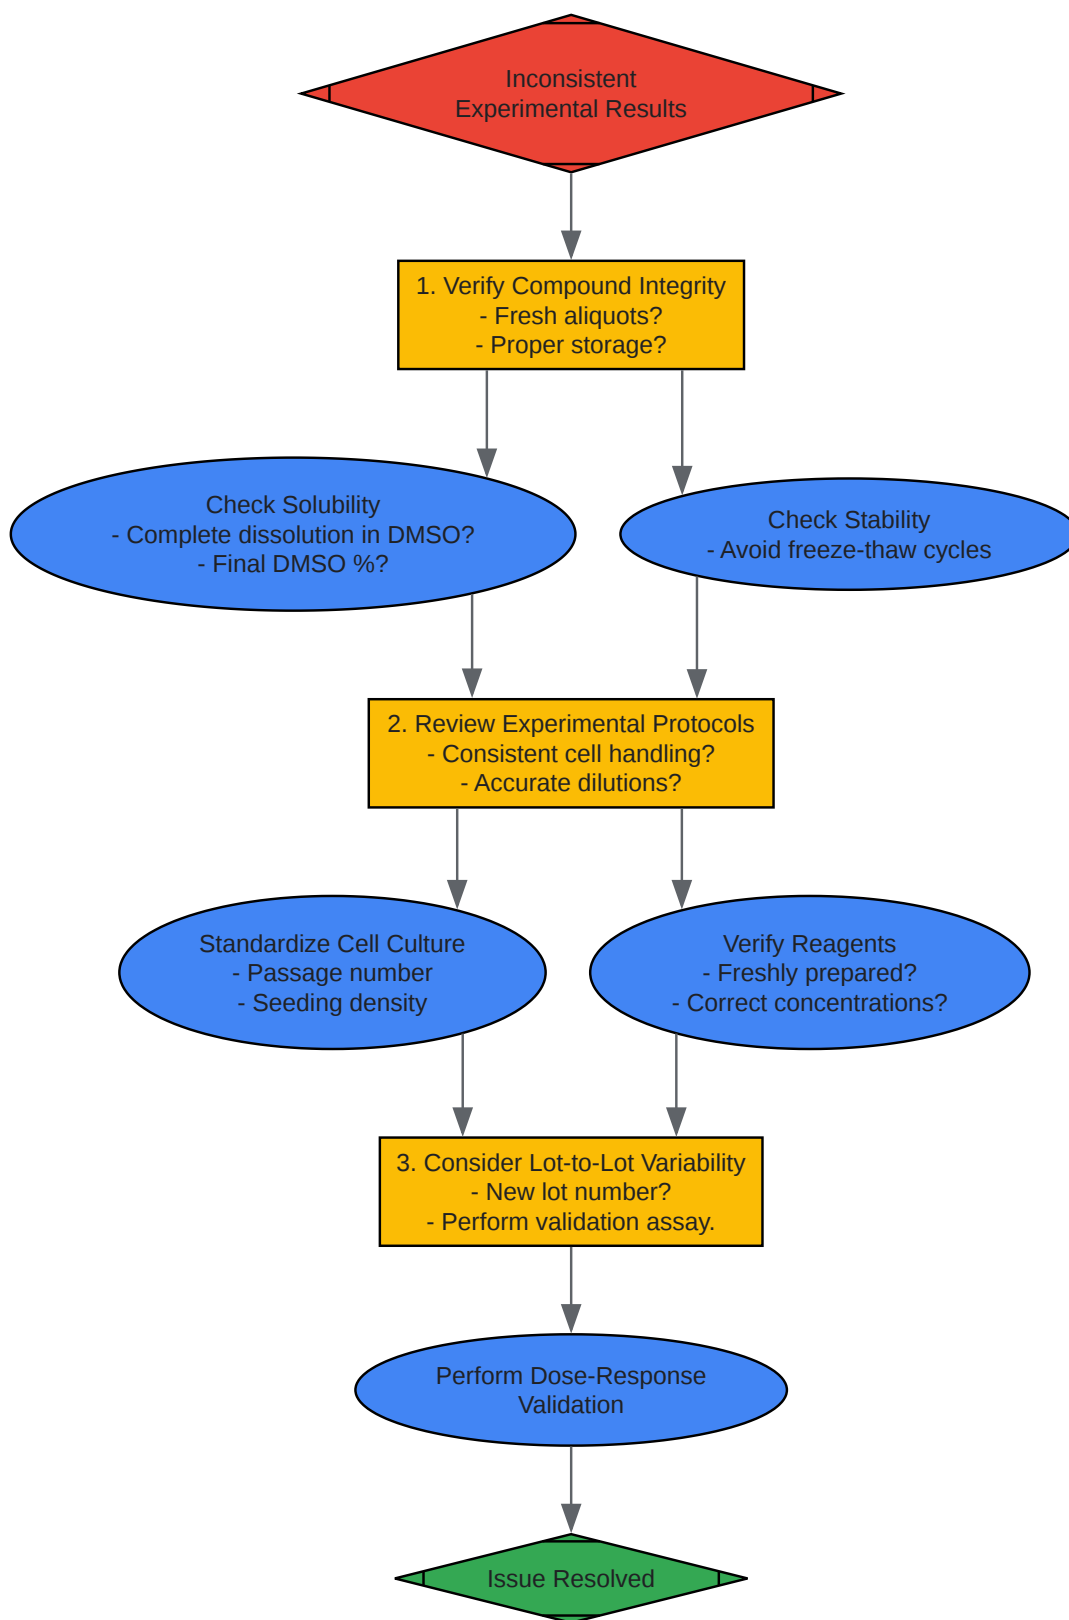 Inconsistent
Experimental Results
1. Verify Compound Integrity
- Fresh aliquots?
- Proper storage?
Check Solubility
- Complete dissolution in DMSO?
- Final DMSO %?
Check Stability
- Avoid freeze-thaw cycles
2. Review Experimental Protocols
- Consistent cell handling?
- Accurate dilutions?
Standardize Cell Culture
- Passage number
- Seeding density
Verify Reagents
- Freshly prepared?
- Correct concentrations?
3. Consider Lot-to-Lot Variability
- New lot number?
- Perform validation assay.
Perform Dose-Response
Validation
Issue Resolved